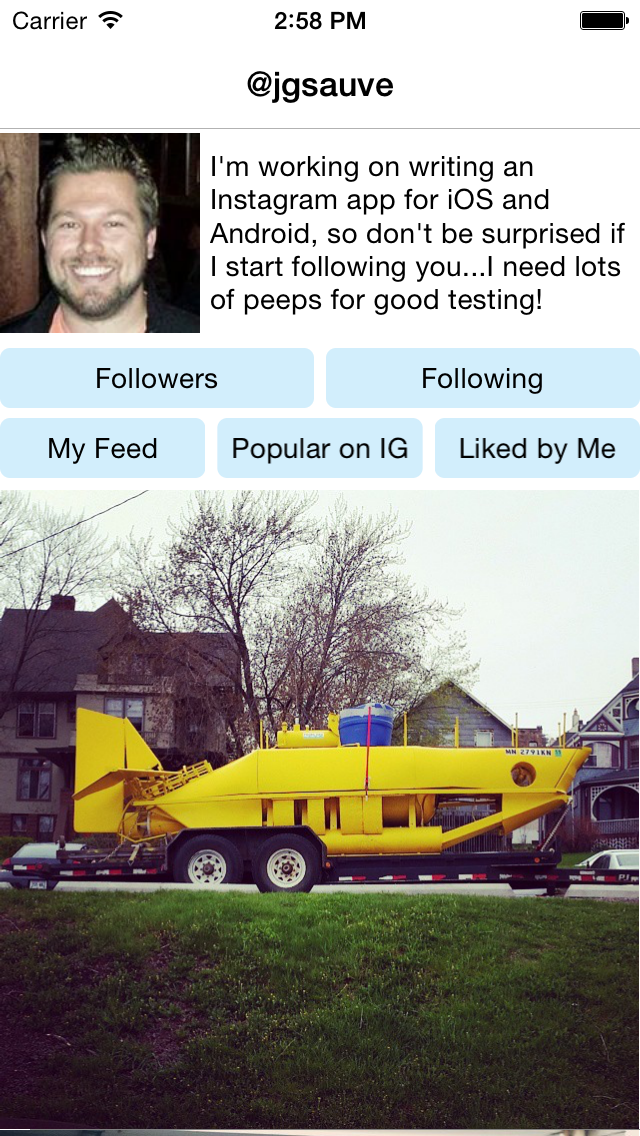 Carrier 2:58 PM
@jgsauve
I'm working on writing an
Instagram app for iOS and
Android, so don't be surprised if
I start following you...I need lots
of peeps for good testing!
Followers Following
My Feed Popular on IG Liked by Me
MN 2791KN